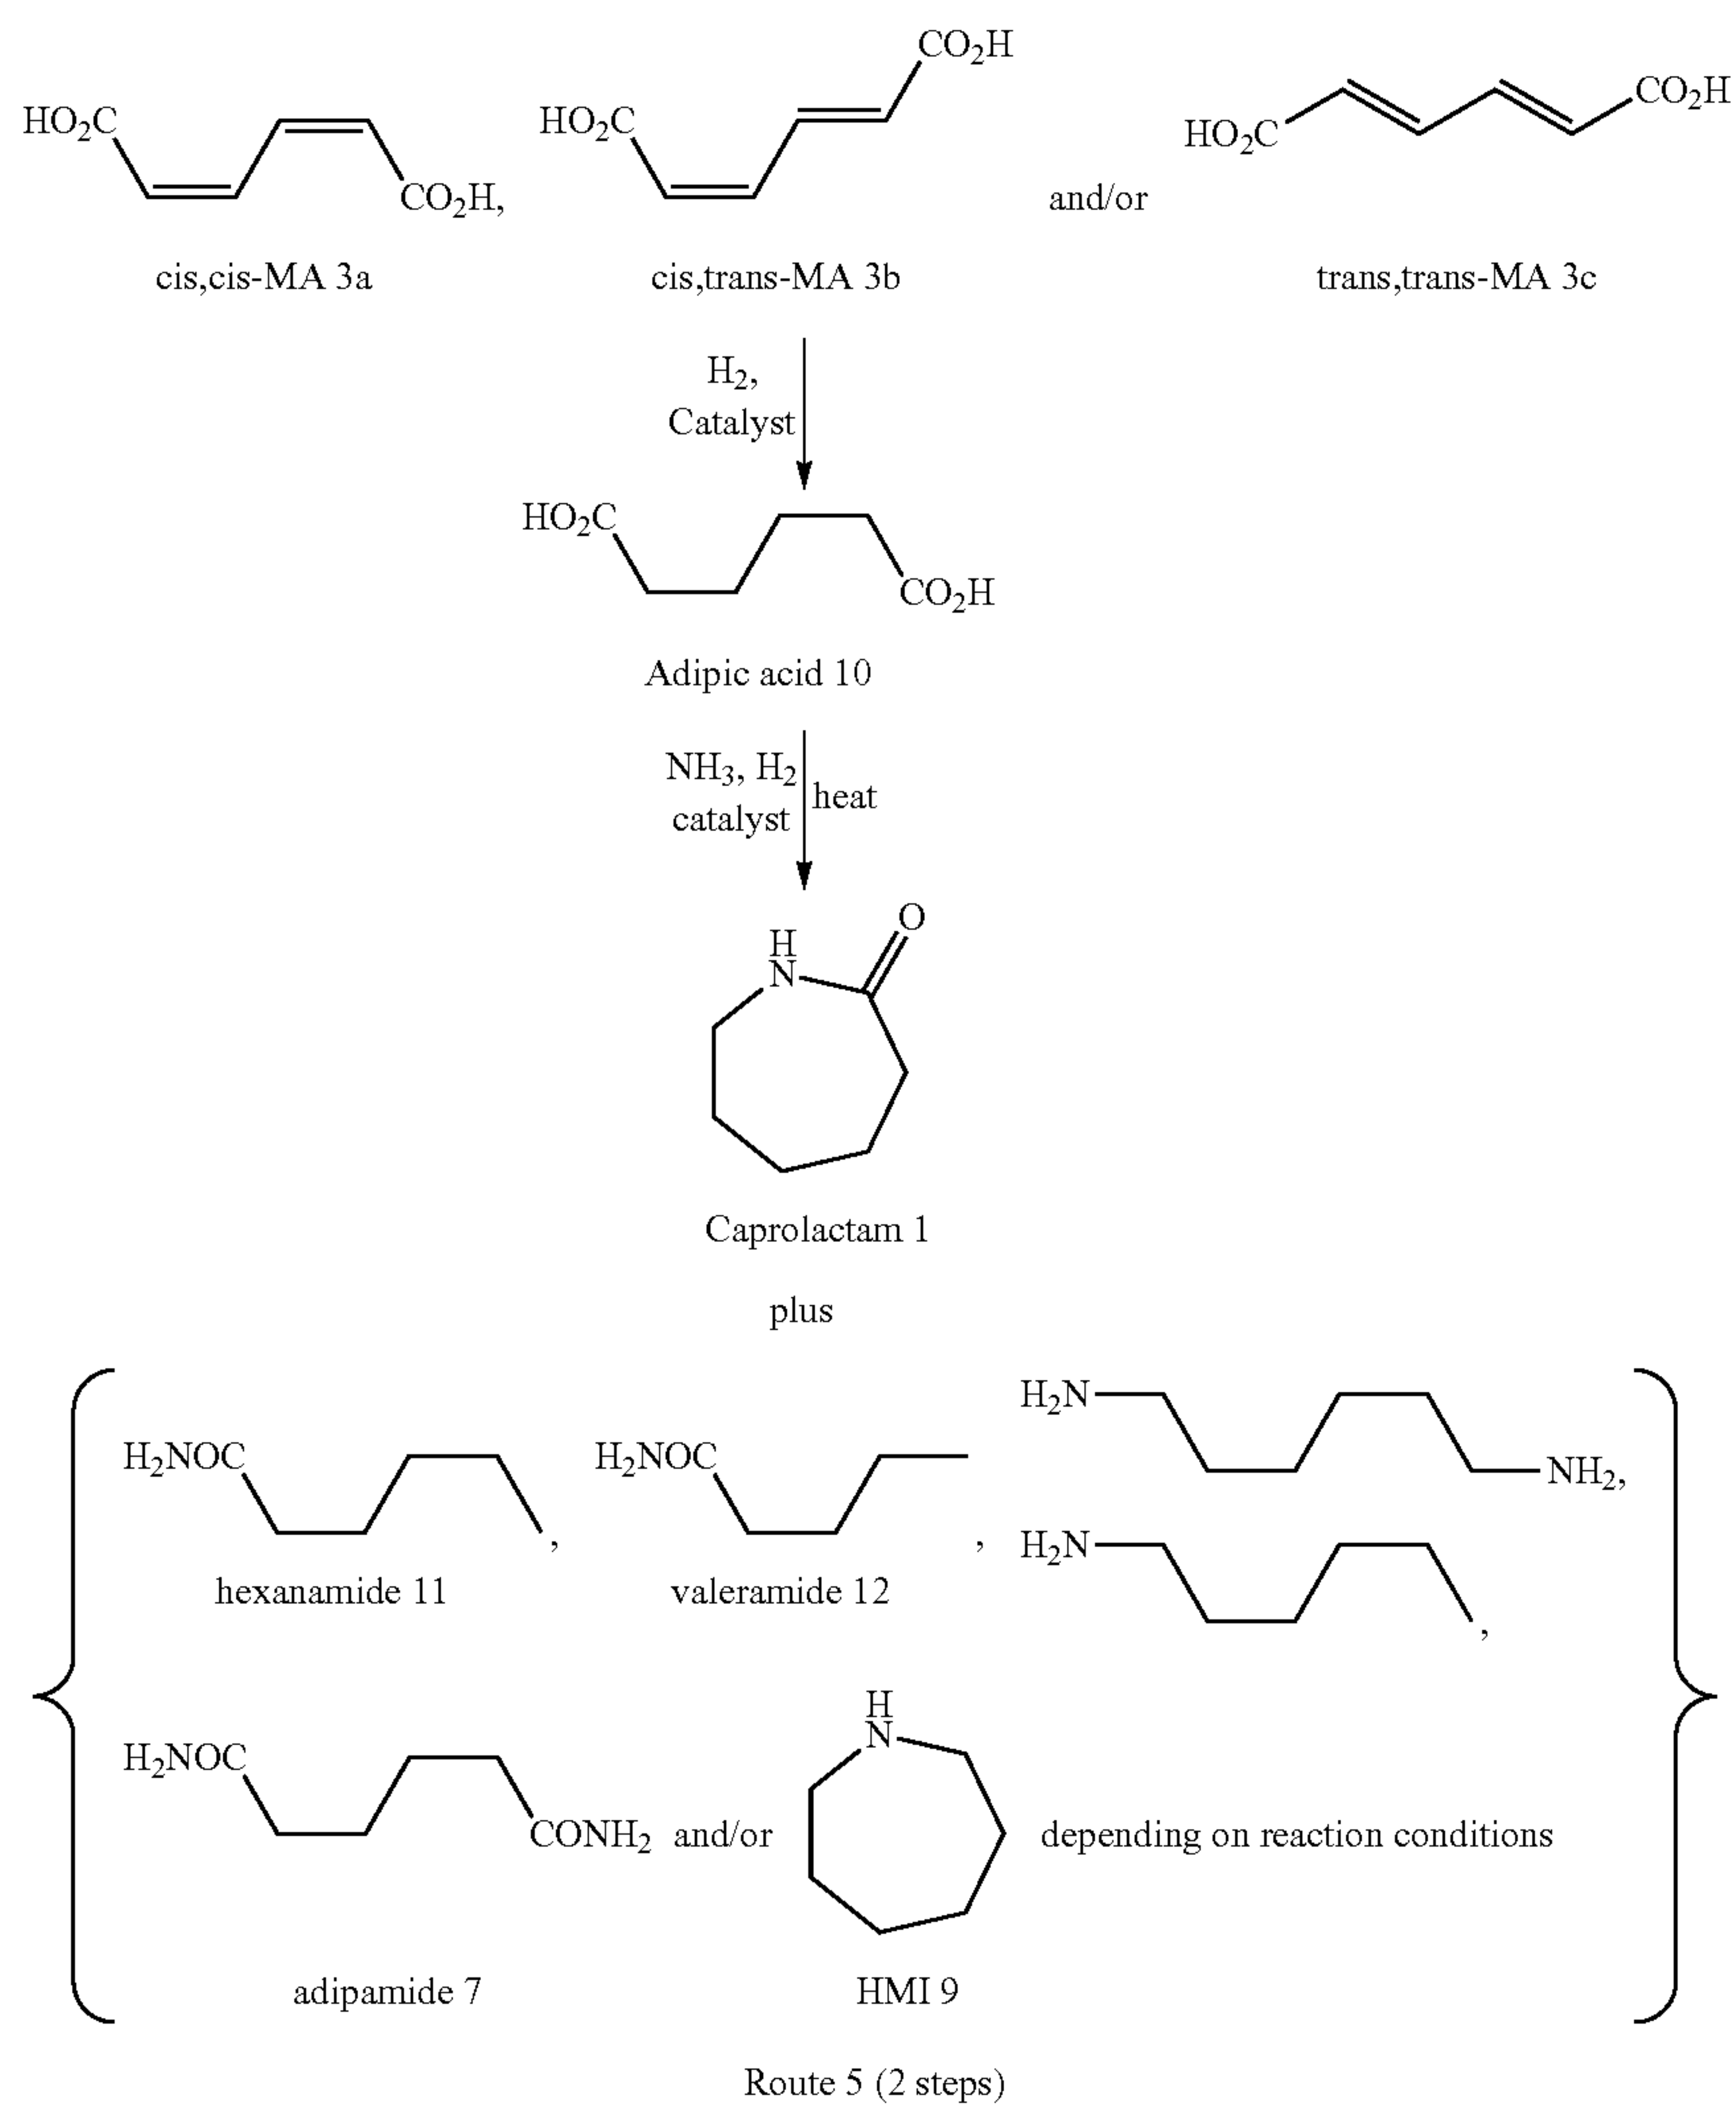 HO₂C CO₂H, HO₂C CO₂H and/or HO₂C CO₂H
cis,cis-MA 3a cis,trans-MA 3b trans,trans-MA 3c
H₂,
Catalyst
HO₂C CO₂H
Adipic acid 10
NH₃, H₂ heat
catalyst
H
N O
Caprolactam 1
plus
H₂NOC , H₂NOC , H₂N NH₂,
H₂N ,
hexanamide 11 valeramide 12
H₂NOC CONH₂ and/or H
N depending on reaction conditions
adipamide 7 HMI 9
Route 5 (2 steps)